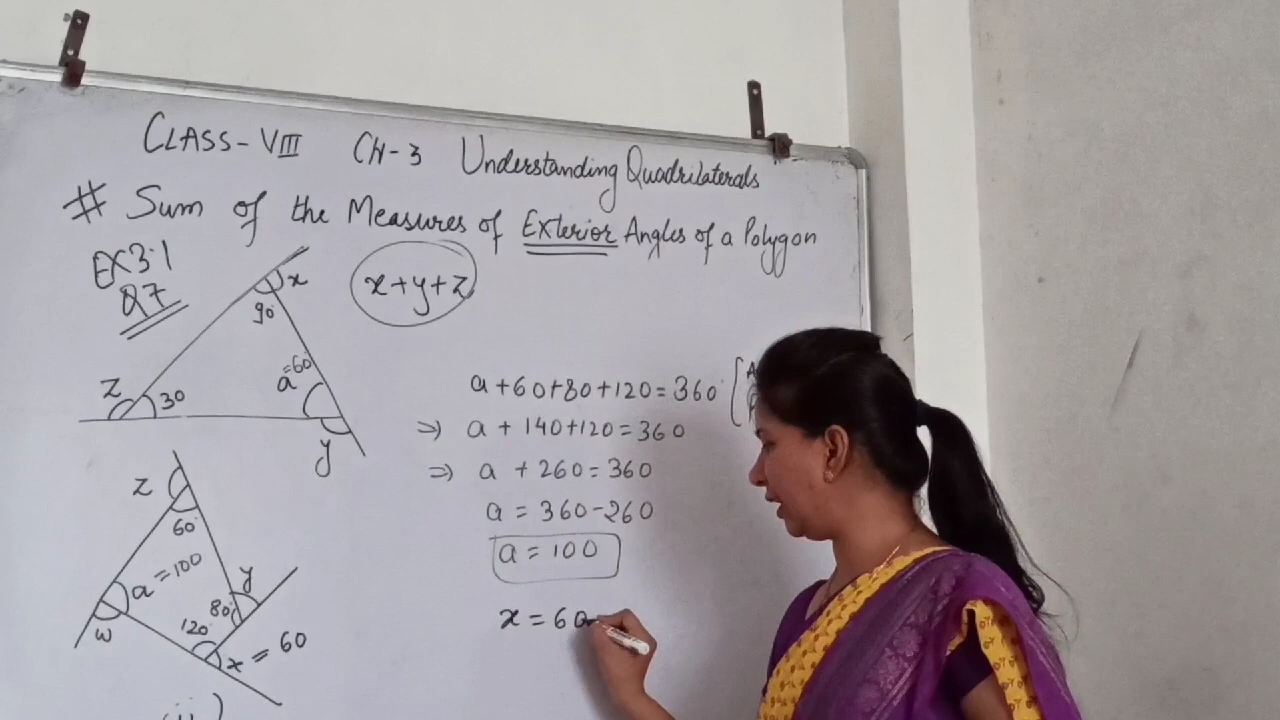 CLASS-VIII CH-3 Understanding Quadrilaterals
# Sum of the Measures of Exterior Angles of a Polygon
EX 3.1
Q7
x+y+z
x
90°
a=60
z
30
y
a+60+80+120=360°
⇒ a + 140+120=360
⇒ a + 260=360
a = 360-260
a = 100
x = 60
z
60°
a=100
y
80°
w
120°
x = 60
(ii)